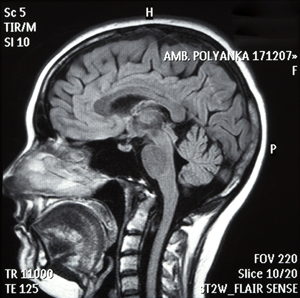 Sc 5
H
TIR/M
SI 10
AMB. POLYANKA 171207»
F
P
FOV 220
TR 11000
Slice 10/20
TE 125
ST2W_FLAIR SENSE